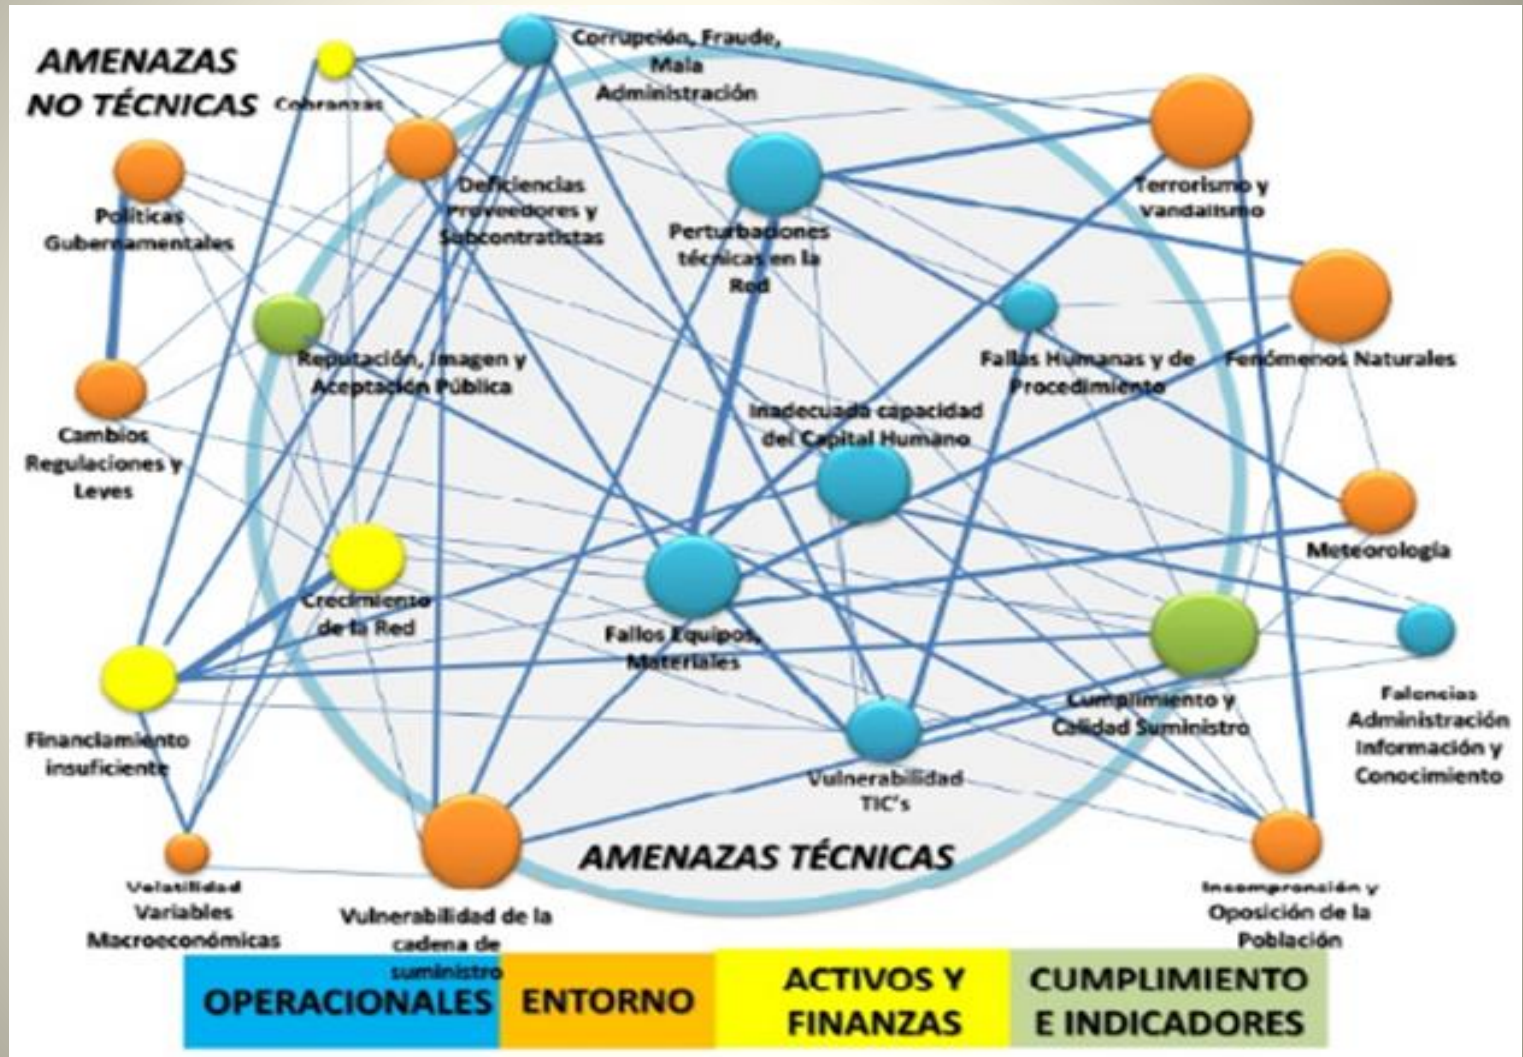 AMENAZAS
NO TÉCNICAS
Cobranzas
Corrupción, Fraude,
Mala
Administración
Políticas
Gubernamentales
Deficiencias
Proveedores y
Subcontratistas
Perturbaciones
técnicas en la
Red
Terrorismo y
Vandalismo
Reputación, Imagen y
Aceptación Pública
Fallas Humanas y de
Procedimiento
Fenómenos Naturales
Cambios
Regulaciones y
Leyes
Inadecuada capacidad
del Capital Humano
Meteorología
Crecimiento
de la Red
Fallos Equipos,
Materiales
Financiamiento
insuficiente
Cumplimiento y
Calidad Suministro
Falencias
Administración
Información y
Conocimiento
Vulnerabilidad
TIC's
AMENAZAS TÉCNICAS
Volatilidad
Variables
Macroeconómicas
Vulnerabilidad de la
cadena de
suministro
Incomprensión y
Oposición de la
Población
OPERACIONALES
ENTORNO
ACTIVOS Y
FINANZAS
CUMPLIMIENTO
E INDICADORES